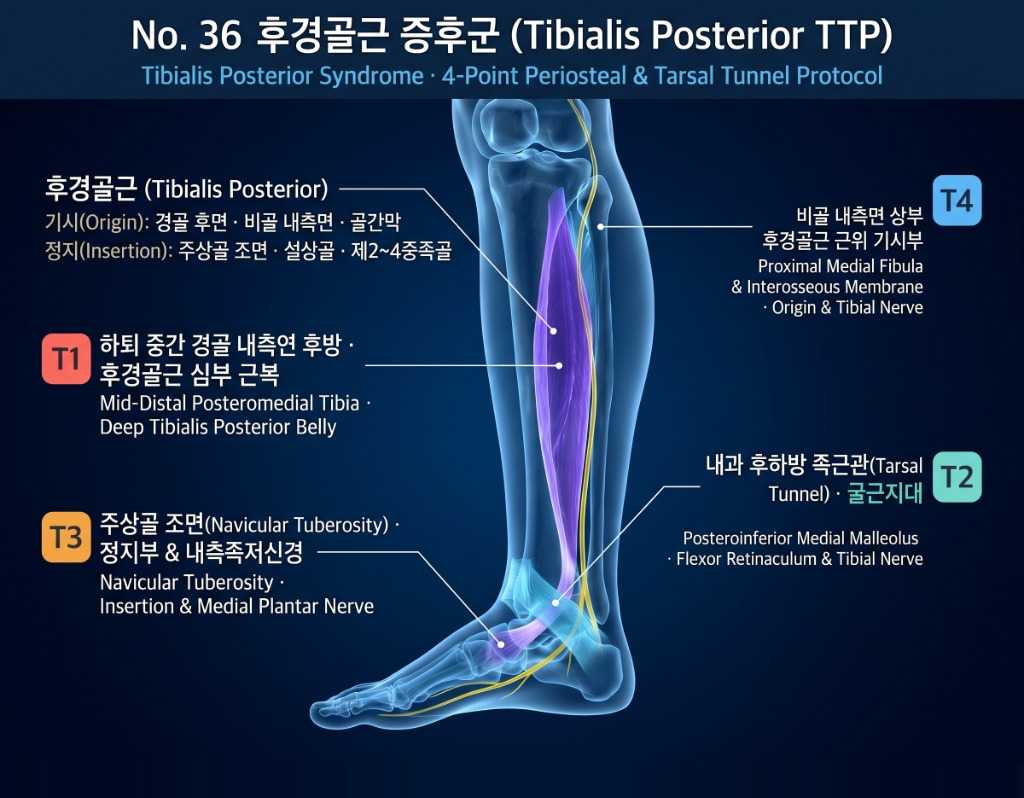 No. 36 후경골근 증후군 (Tibialis Posterior TTP)
Tibialis Posterior Syndrome · 4-Point Periosteal & Tarsal Tunnel Protocol
후경골근 (Tibialis Posterior)
기시(Origin): 경골 후면 · 비골 내측면 · 골간막
정지(Insertion): 주상골 조면 · 설상골 · 제2~4중족골
T4
비골 내측면 상부
후경골근 근위 기시부
Proximal Medial Fibula
& Interosseous Membrane
· Origin & Tibial Nerve
T1
하퇴 중간 경골 내측연 후방 ·
후경골근 심부 근복
Mid-Distal Posteromedial Tibia ·
Deep Tibialis Posterior Belly
T2
내과 후하방 족근관(Tarsal
Tunnel) · 굴근지대
Posteroinferior Medial Malleolus
· Flexor Retinaculum & Tibial Nerve
T3
주상골 조면(Navicular Tuberosity) ·
정지부 & 내측족저신경
Navicular Tuberosity ·
Insertion & Medial Plantar Nerve